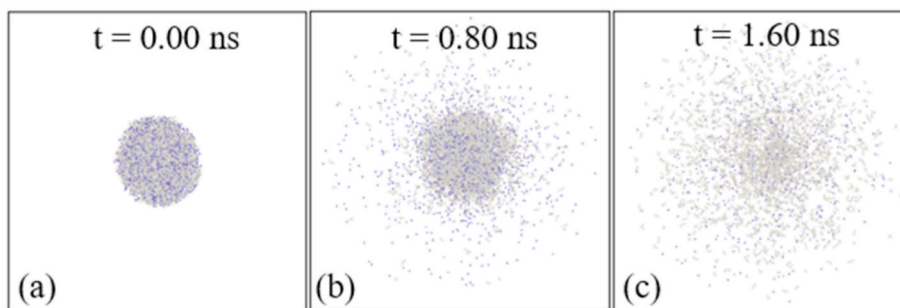 t = 0.00 ns
t = 0.80 ns
t = 1.60 ns
(a)
(b)
(c)